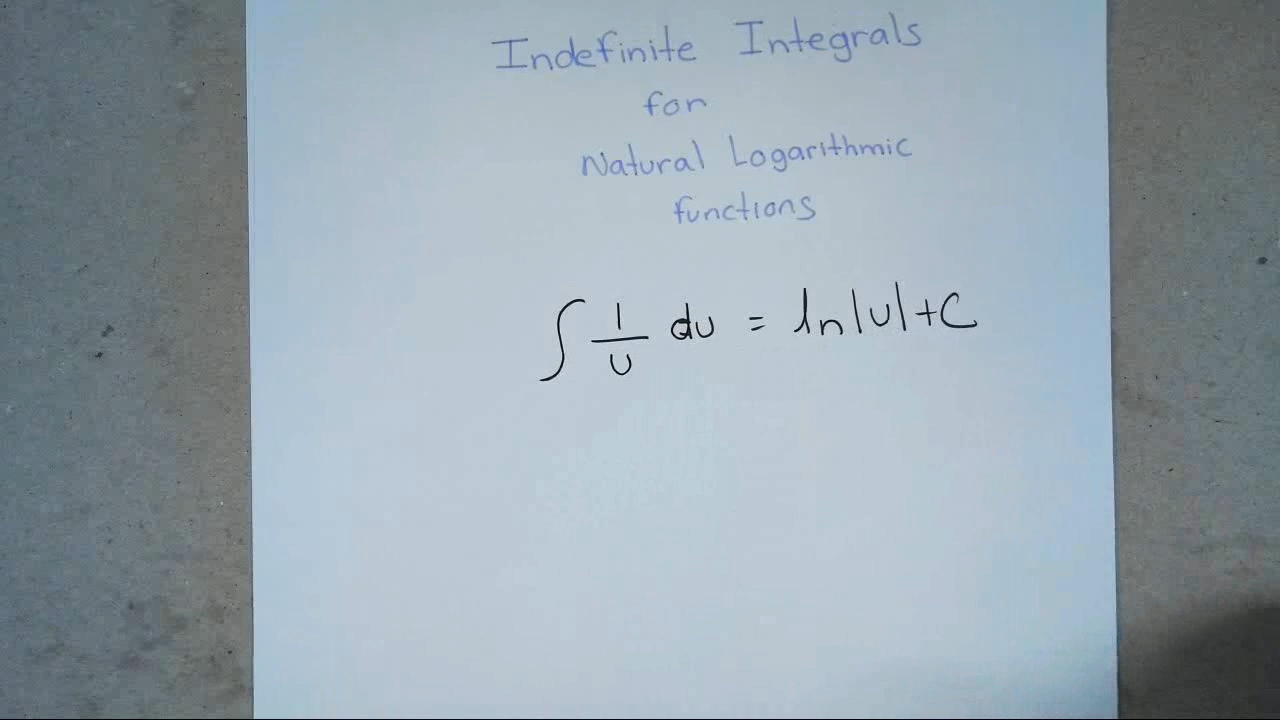 Indefinite Integrals
for
Natural Logarithmic
functions
∫ 1/u du = ln|u|+C